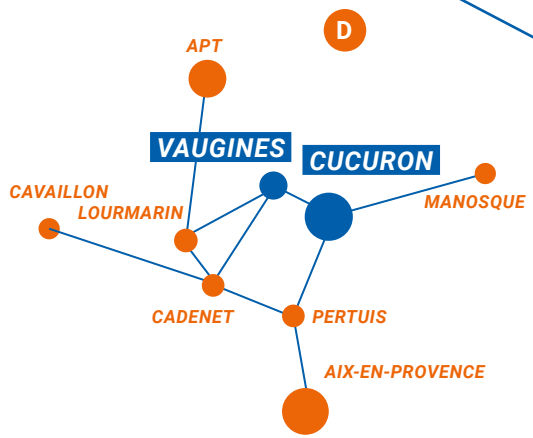 D
APT
VAUGINES
CUCURON
CAVAILLON
MANOSQUE
LOURMARIN
CADENET
PERTUIS
AIX-EN-PROVENCE